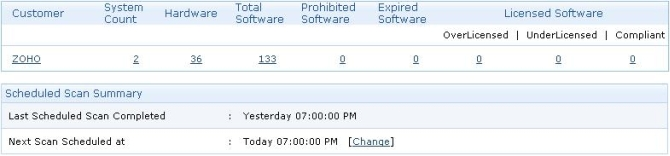 Customer System Count Hardware Total Software Prohibited Software Expired Software Licensed Software
OverLicensed | UnderLicensed | Compliant
ZOHO 2 36 133 0 0 0 0 0
Scheduled Scan Summary
Last Scheduled Scan Completed : Yesterday 07:00:00 PM
Next Scan Scheduled at : Today 07:00:00 PM [Change]